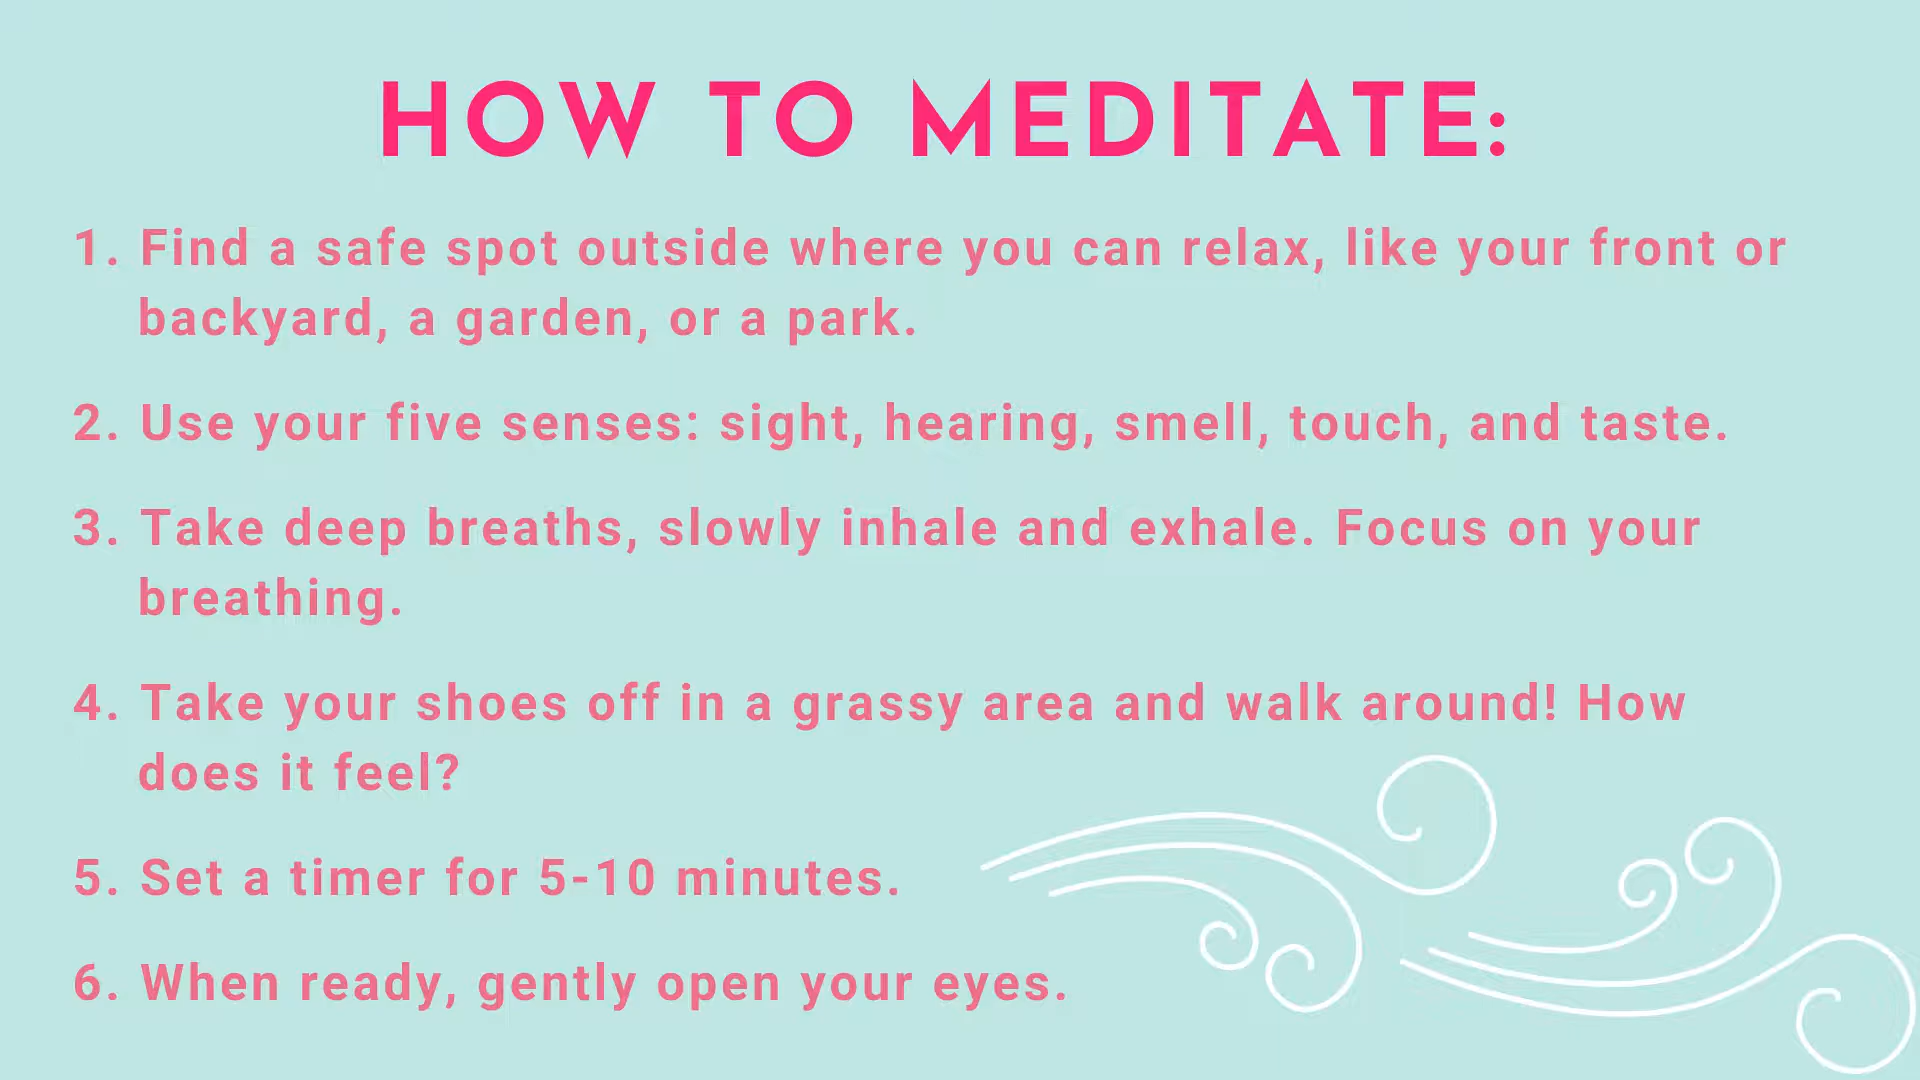 HOW TO MEDITATE:
1. Find a safe spot outside where you can relax, like your front or
backyard, a garden, or a park.
2. Use your five senses: sight, hearing, smell, touch, and taste.
3. Take deep breaths, slowly inhale and exhale. Focus on your
breathing.
4. Take your shoes off in a grassy area and walk around! How
does it feel?
5. Set a timer for 5-10 minutes.
6. When ready, gently open your eyes.